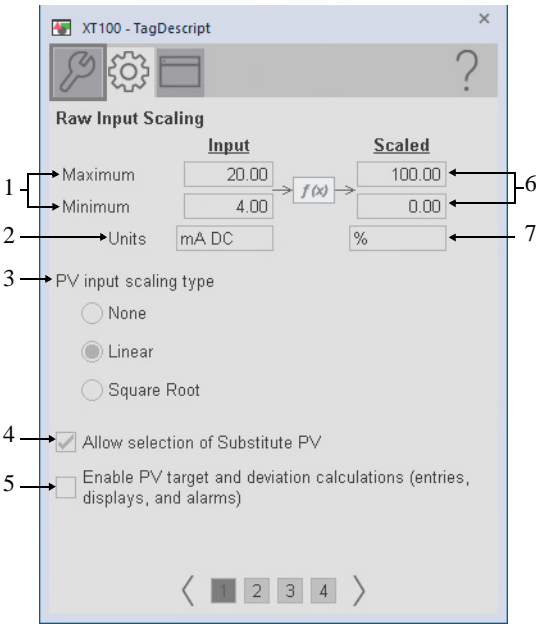 XT100 - TagDescript
×
?
Raw Input Scaling
Input Scaled
1 Maximum 20.00 f(x) 100.00 6
Minimum 4.00 0.00
2 Units mA DC % 7
3 PV input scaling type
None
Linear
Square Root
4 Allow selection of Substitute PV
5 Enable PV target and deviation calculations (entries,
displays, and alarms)
1 2 3 4